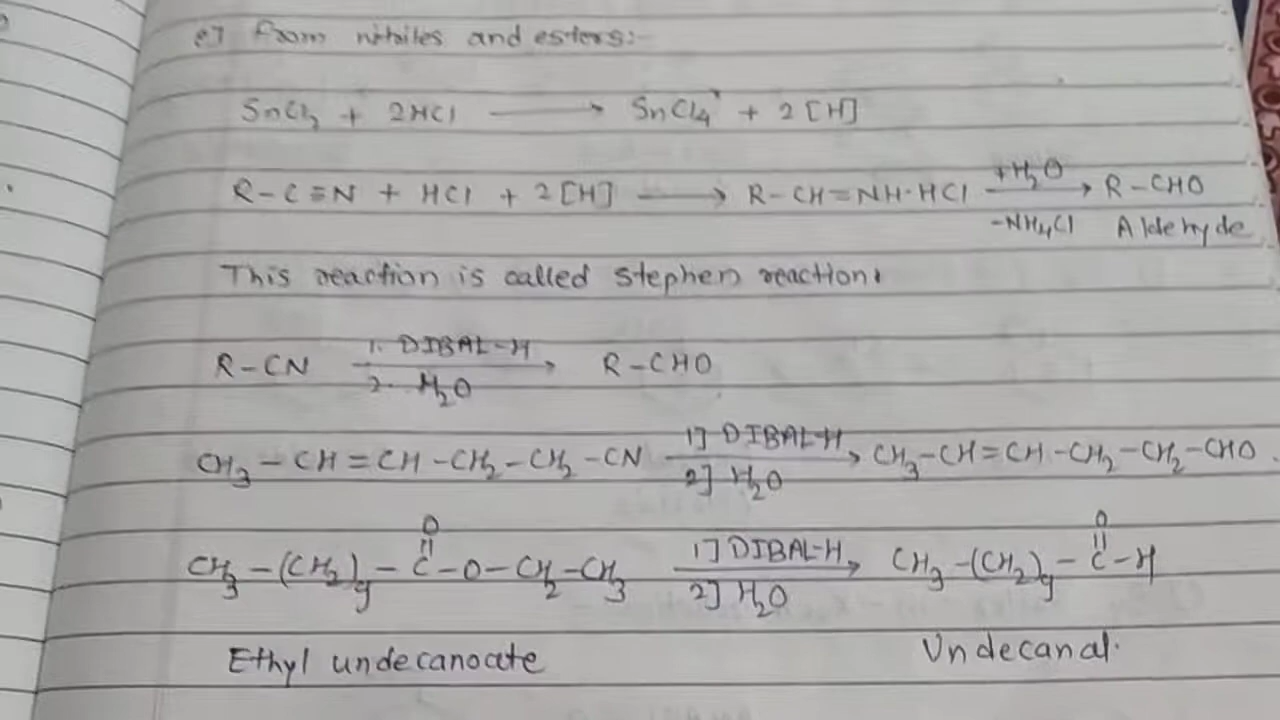 e] From nitriles and esters:-
SnCl2 + 2HCl ⟶ SnCl4 + 2[H]
R-C≡N + HCl + 2[H] ⟶ R-CH=NH·HCl +H2O / -NH4Cl ⟶ R-CHO
Aldehyde
This reaction is called stephen reaction.
R-CN 1. DIBAL-H / 2. H2O ⟶ R-CHO
CH3-CH=CH-CH2-CH2-CN 1] DIBAL-H / 2] H2O ⟶ CH3-CH=CH-CH2-CH2-CHO.
CH3-(CH2)9-C(=O)-O-CH2-CH3 1] DIBAL-H / 2] H2O ⟶ CH3-(CH2)9-C(=O)-H
Ethyl undecanoate Undecanal.